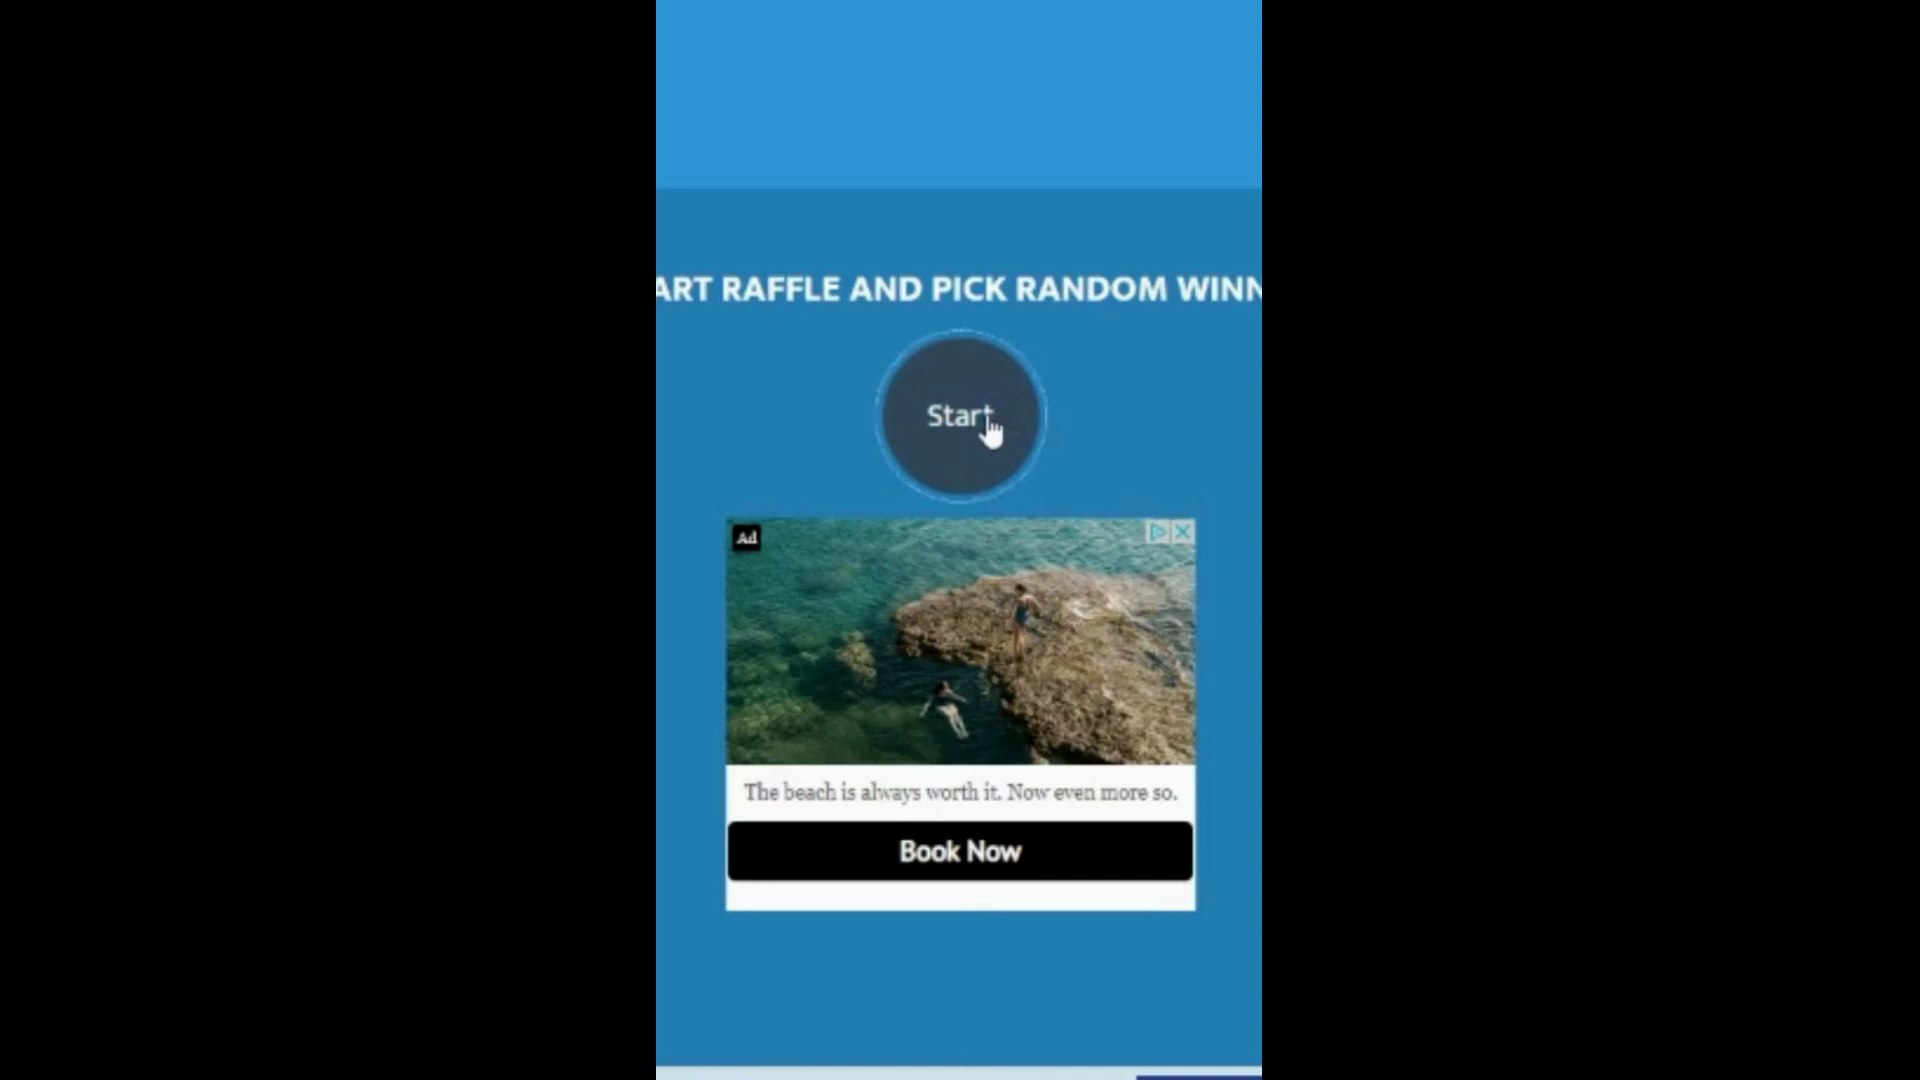 ART RAFFLE AND PICK RANDOM WINN
Start
Ad
The beach is always worth it. Now even more so.
Book Now